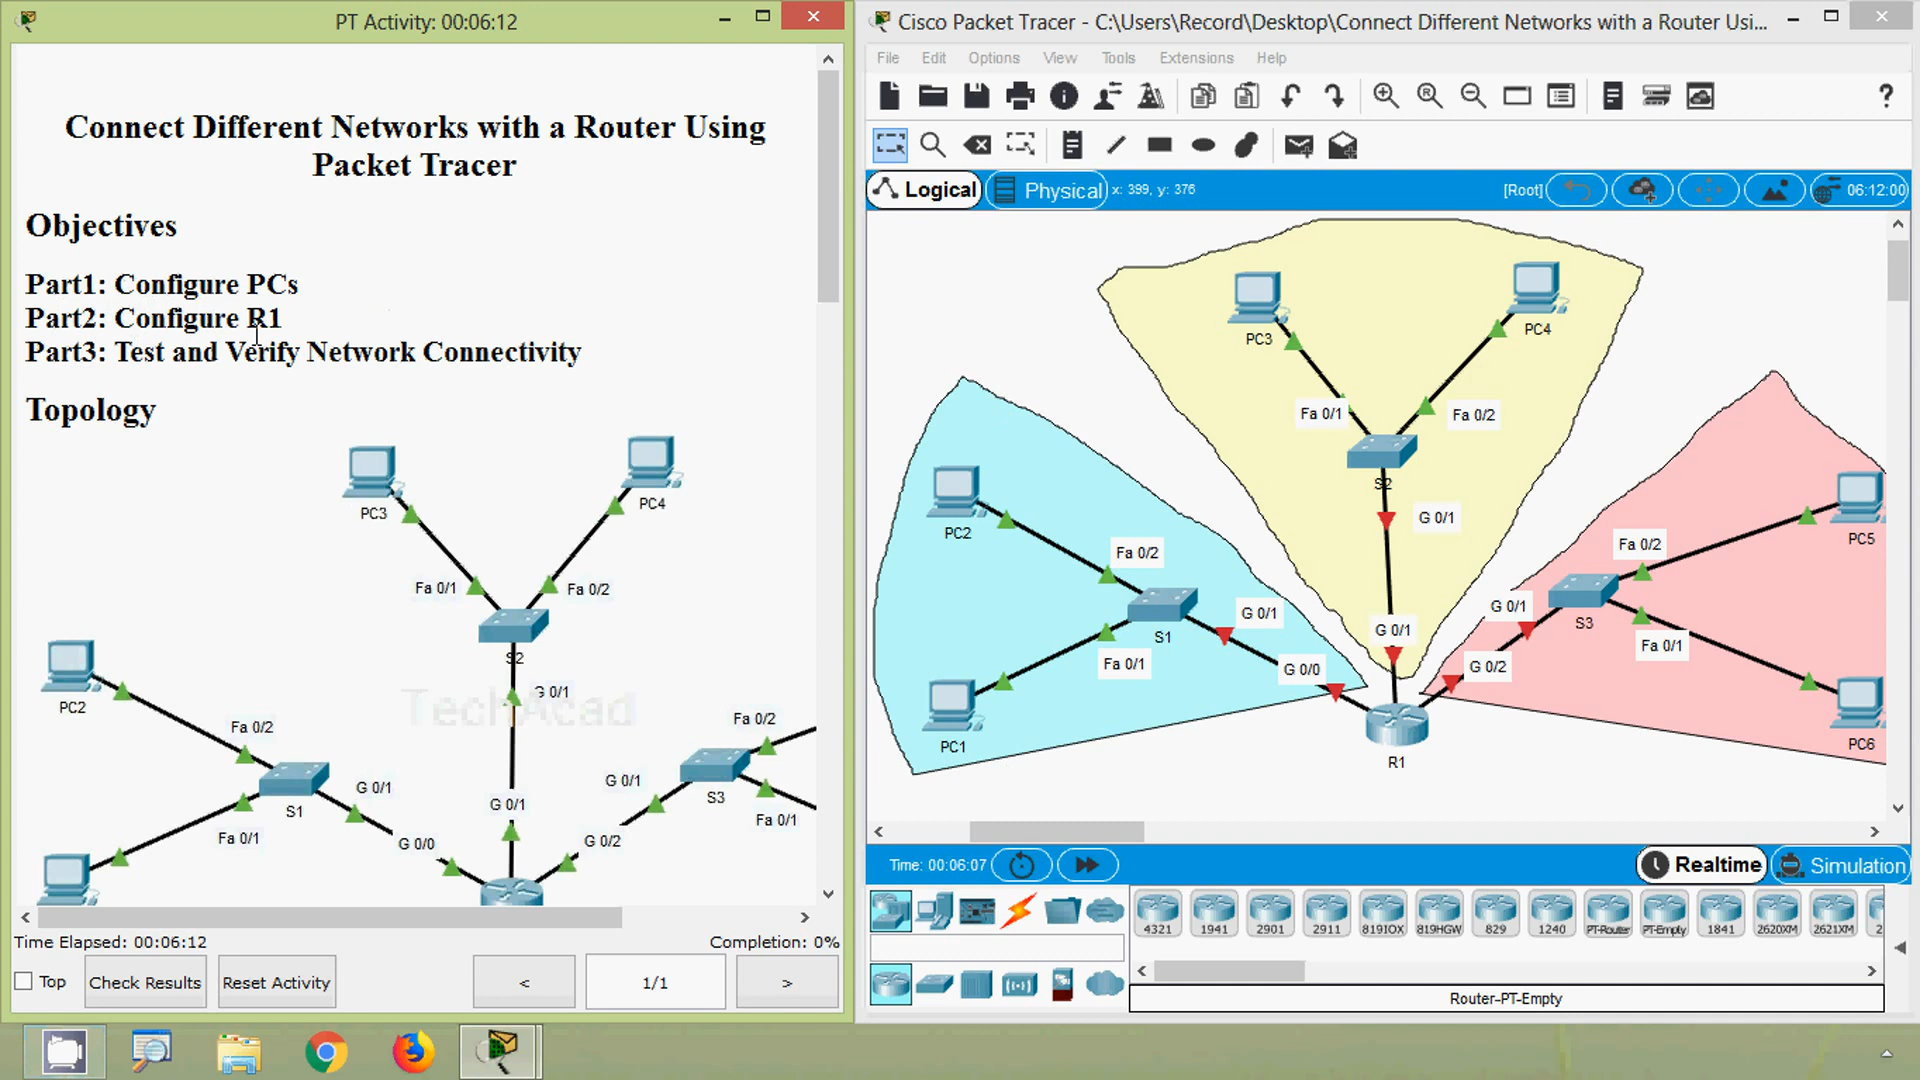 PT Activity: 00:06:12
Connect Different Networks with a Router Using
Packet Tracer
Objectives
Part1: Configure PCs
Part2: Configure R1
Part3: Test and Verify Network Connectivity
Topology
PC3
PC4
Fa 0/1
Fa 0/2
S2
PC2
G 0/1
TechAcad
Fa 0/2
Fa 0/2
G 0/1
S3
G 0/1
S1
G 0/1
Fa 0/1
Fa 0/1
G 0/0
G 0/2
Time Elapsed: 00:06:12
Completion: 0%
Top
Check Results
Reset Activity
<
1/1
>
Cisco Packet Tracer - C:\Users\Record\Desktop\Connect Different Networks with a Router Usi...
File Edit Options View Tools Extensions Help
?
Logical
Physical
x: 399, y: 376
[Root]
06:12:00
PC3
PC4
Fa 0/1
Fa 0/2
S2
G 0/1
PC2
Fa 0/2
PC5
Fa 0/2
G 0/1
G 0/1
S1
G 0/1
S3
Fa 0/1
Fa 0/1
G 0/0
G 0/2
PC1
PC6
R1
Time: 00:06:07
Realtime
Simulation
4321 1941 2901 2911 819IOX 819HGW 829 1240 PT-Router PT-Empty 1841 2620XM 2621XM 2
Router-PT-Empty